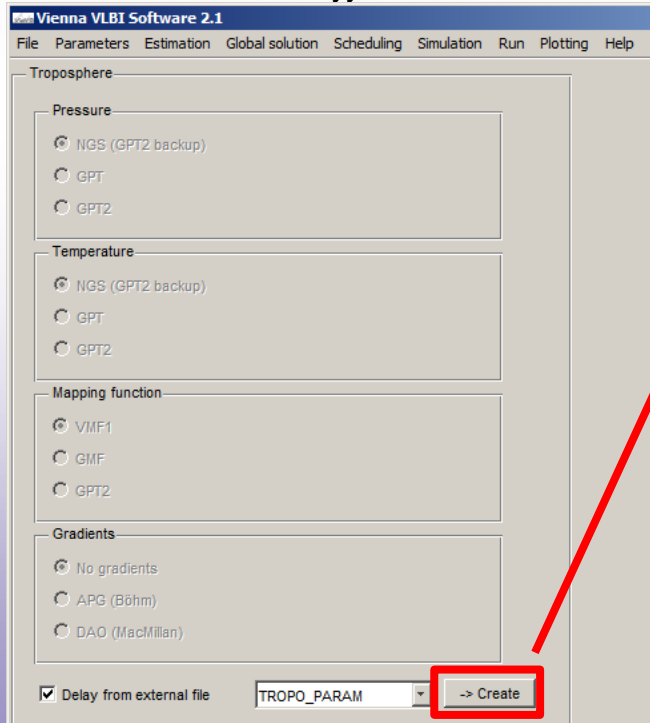 Vienna VLBI Software 2.1
File Parameters Estimation Global solution Scheduling Simulation Run Plotting Help
Troposphere
Pressure
NGS (GPT2 backup)
GPT
GPT2
Temperature
NGS (GPT2 backup)
GPT
GPT2
Mapping function
VMF1
GMF
GPT2
Gradients
No gradients
APG (Böhm)
DAO (MacMillan)
Delay from external file TROPO_PARAM -> Create